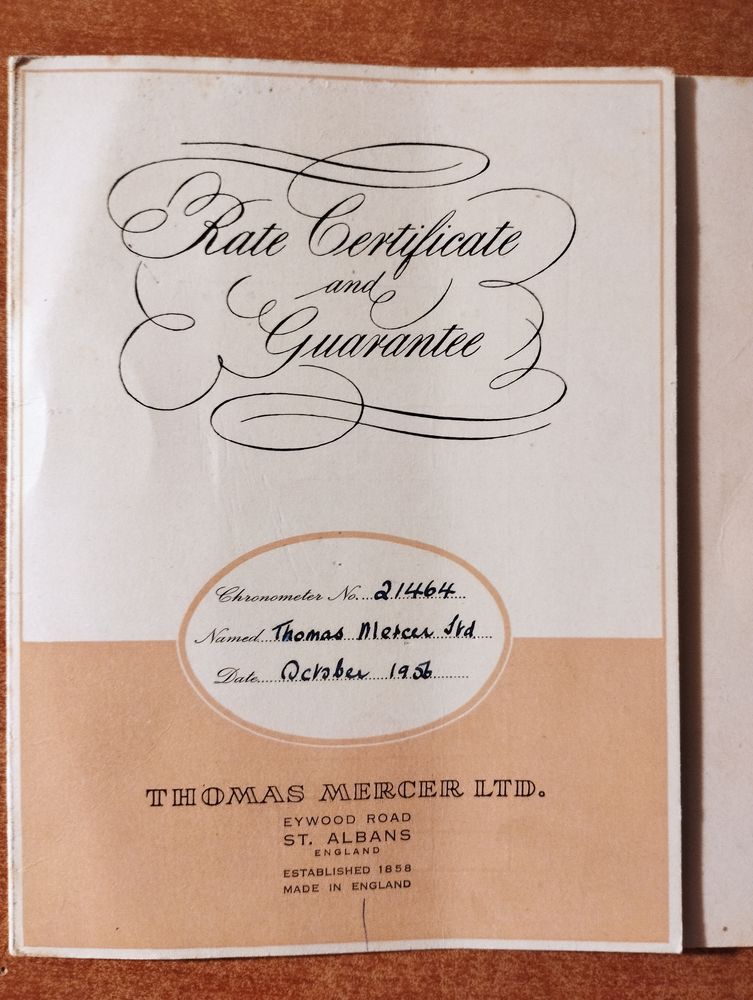 Rate Certificate
and
Guarantee
Chronometer No. 21464
Named Thomas Mercer Ltd
Date October 1956
THOMAS MERCER LTD.
EYWOOD ROAD
ST. ALBANS
ENGLAND
ESTABLISHED 1858
MADE IN ENGLAND